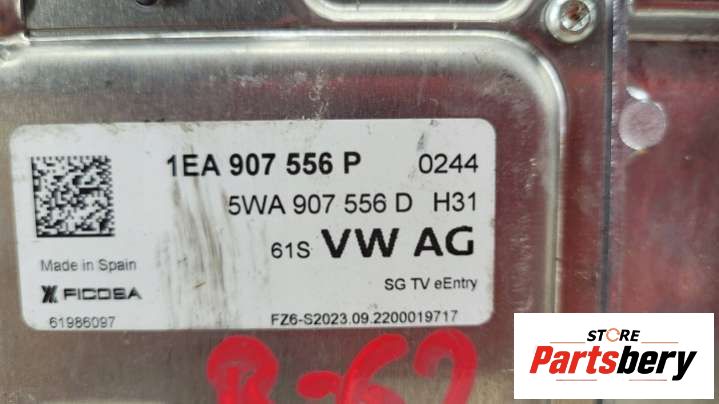 1EA 907 556 P 0244
5WA 907 556 D H31
61S VW AG
Made in Spain
SG TV eEntry
FICOSA
61986097
FZ6-S2023.09.2200019717
STORE
Partsbery